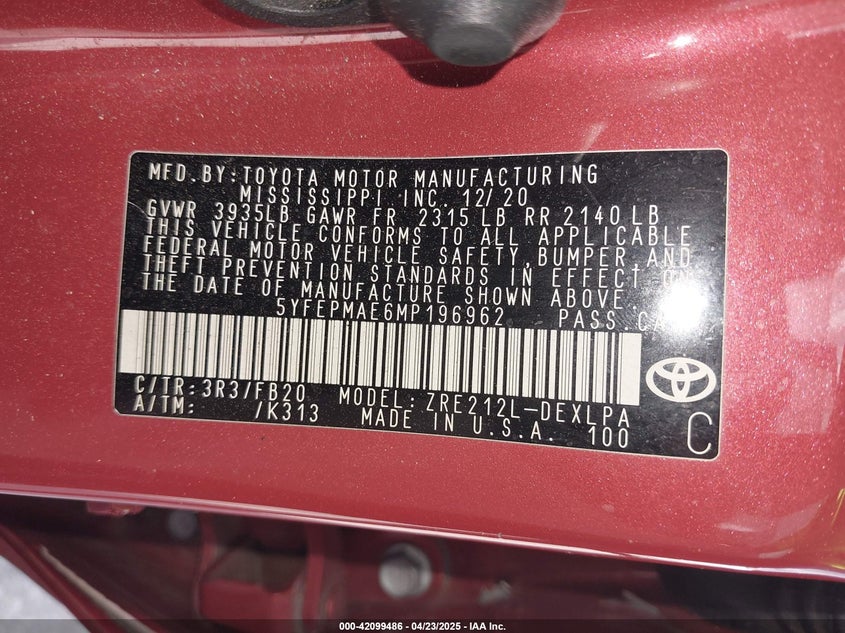 MFD.BY:TOYOTA MOTOR MANUFACTURING
MISSISSIPPI INC. 12/20
GVWR 3935LB GAWR FR 2315LB RR 2140LB
THIS VEHICLE CONFORMS TO ALL APPLICABLE
FEDERAL MOTOR VEHICLE SAFETY,BUMPER AND
THEFT PREVENTION STANDARDS IN EFFECT ON
THE DATE OF MANUFACTURE SHOWN ABOVE.
5YFEPMAE6MP196962 PASS.CAR
C/TR:3R3/FB20 MODEL:ZRE212L-DEXLPA
A/TM: /K313 MADE IN U.S.A. 100
C
000-42099486 - 04/23/2025 - IAA Inc.